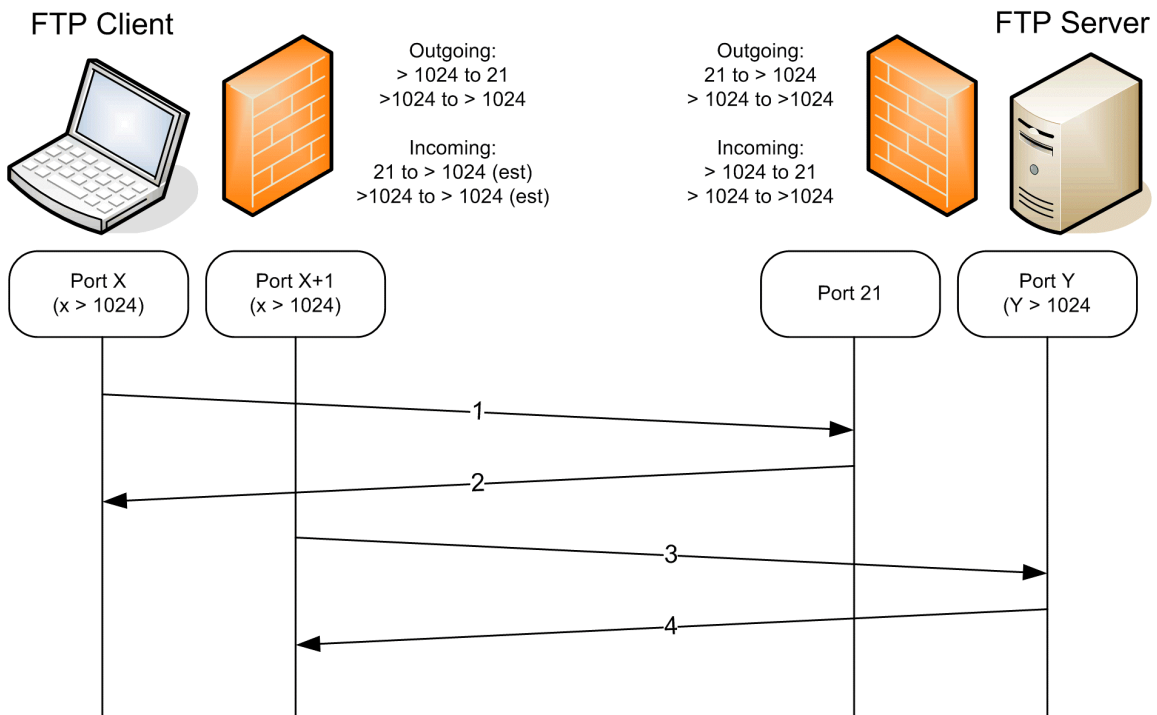 FTP Client
FTP Server
Outgoing:
> 1024 to 21
>1024 to > 1024
Incoming:
21 to > 1024 (est)
>1024 to > 1024 (est)
Outgoing:
21 to > 1024
> 1024 to >1024
Incoming:
> 1024 to 21
> 1024 to >1024
Port X
(x > 1024)
Port X+1
(x > 1024)
Port 21
Port Y
(Y > 1024
1
2
3
4